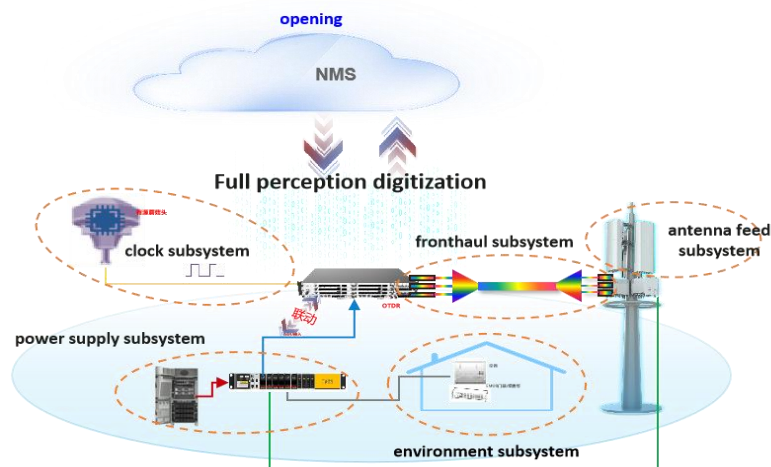 opening
NMS
Full perception digitization
clock subsystem
fronthaul subsystem
antenna feed
subsystem
OTDR
联动
power supply subsystem
environment subsystem